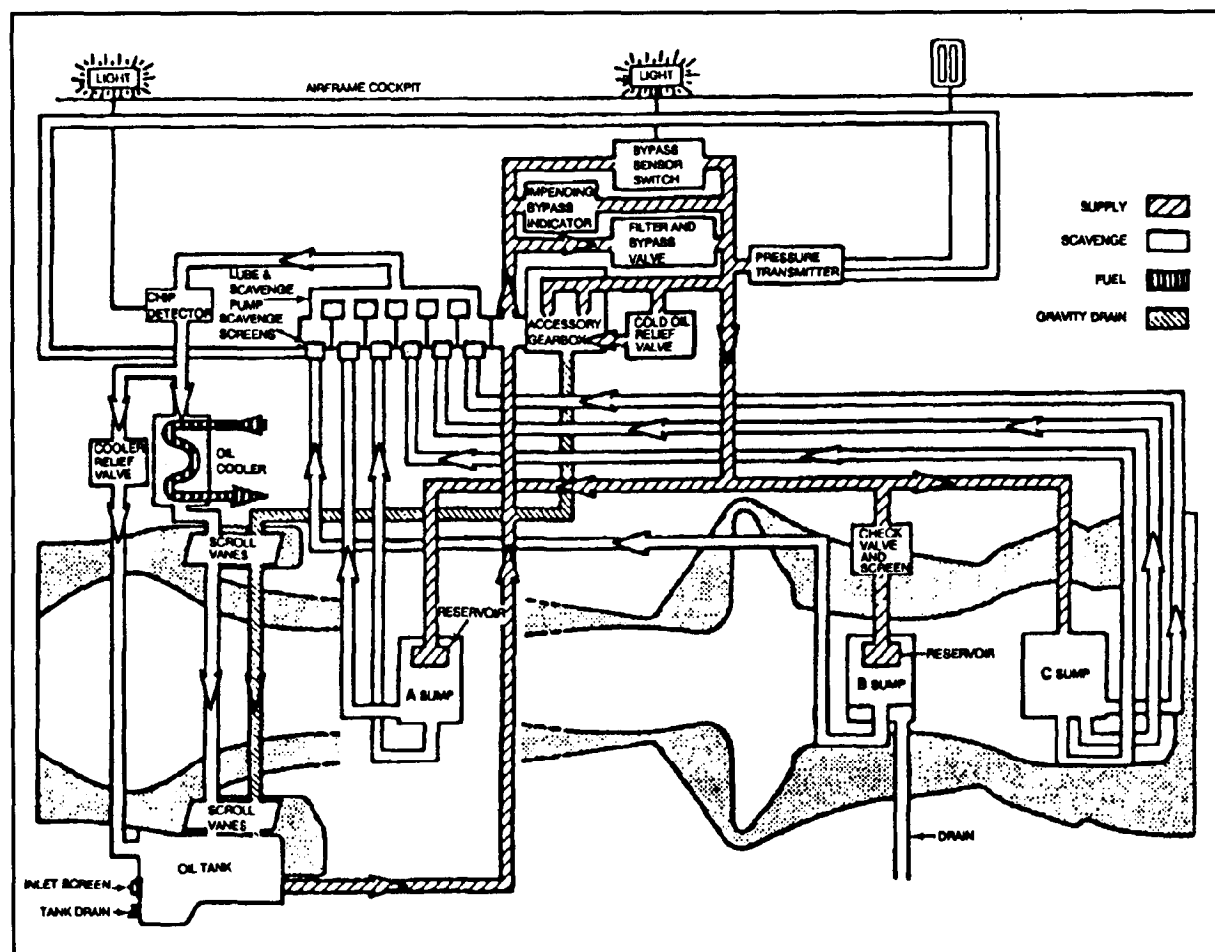 LIGHT
LIGHT
AIRFRAME COCKPIT
BYPASS
SENSOR
SWITCH
IMPENDING
BYPASS
INDICATOR
FILTER AND
BYPASS
VALVE
PRESSURE
TRANSMITTER
SUPPLY
SCAVENGE
FUEL
GRAVITY DRAIN
CHIP
DETECTOR
LUBE &
SCAVENGE
PUMP
SCAVENGE
SCREENS
ACCESSORY
GEARBOX
COLD OIL
RELIEF
VALVE
COOLER
RELIEF
VALVE
OIL
COOLER
SCROLL
VANES
CHECK
VALVE
AND
SCREEN
RESERVOIR
A SUMP
RESERVOIR
B SUMP
C SUMP
SCROLL
VANES
OIL TANK
INLET SCREEN
TANK DRAIN
DRAIN